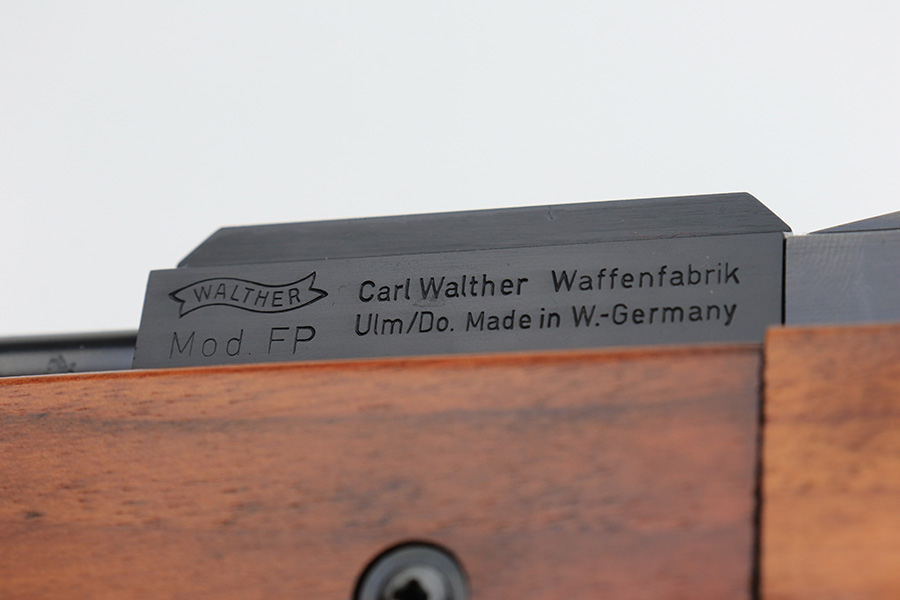 WALTHER
Mod. FP
Carl Walther Waffenfabrik
Ulm/Do. Made in W.-Germany